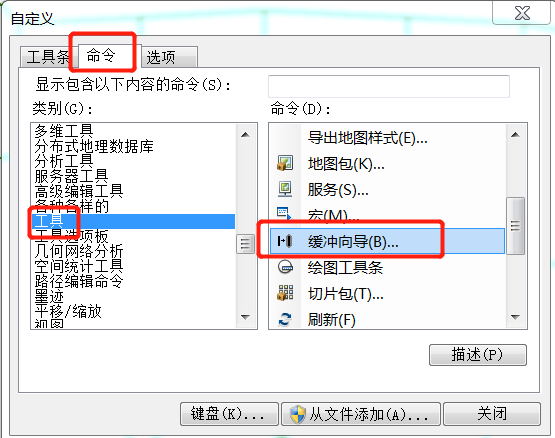 自定义
工具条 命令 选项
显示包含以下内容的命令(S):
类别(G):
多维工具
分布式地理数据库
分析工具
服务器工具
高级编辑工具
各种各样的
工具
工具选项板
几何网络分析
空间统计工具
路径编辑命令
墨迹
平移/缩放
视图
命令(D):
导出地图样式(E)...
地图包(K)...
服务(S)...
宏(M)...
缓冲向导(B)...
绘图工具条
切片包(T)...
刷新(F)
描述(P)
键盘(K)... 从文件添加(A)... 关闭